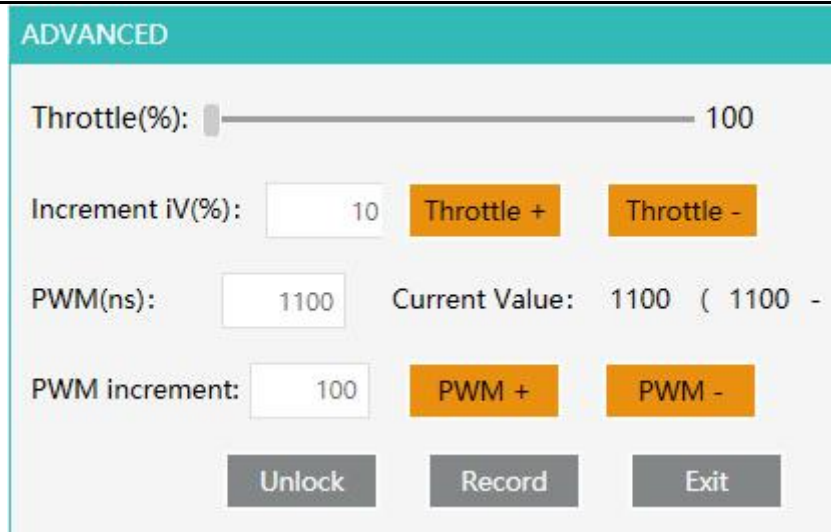 ADVANCED
Throttle(%): 100
Increment iV(%): 10 Throttle + Throttle -
PWM(ns): 1100 Current Value: 1100 ( 1100 -
PWM increment: 100 PWM + PWM -
Unlock Record Exit